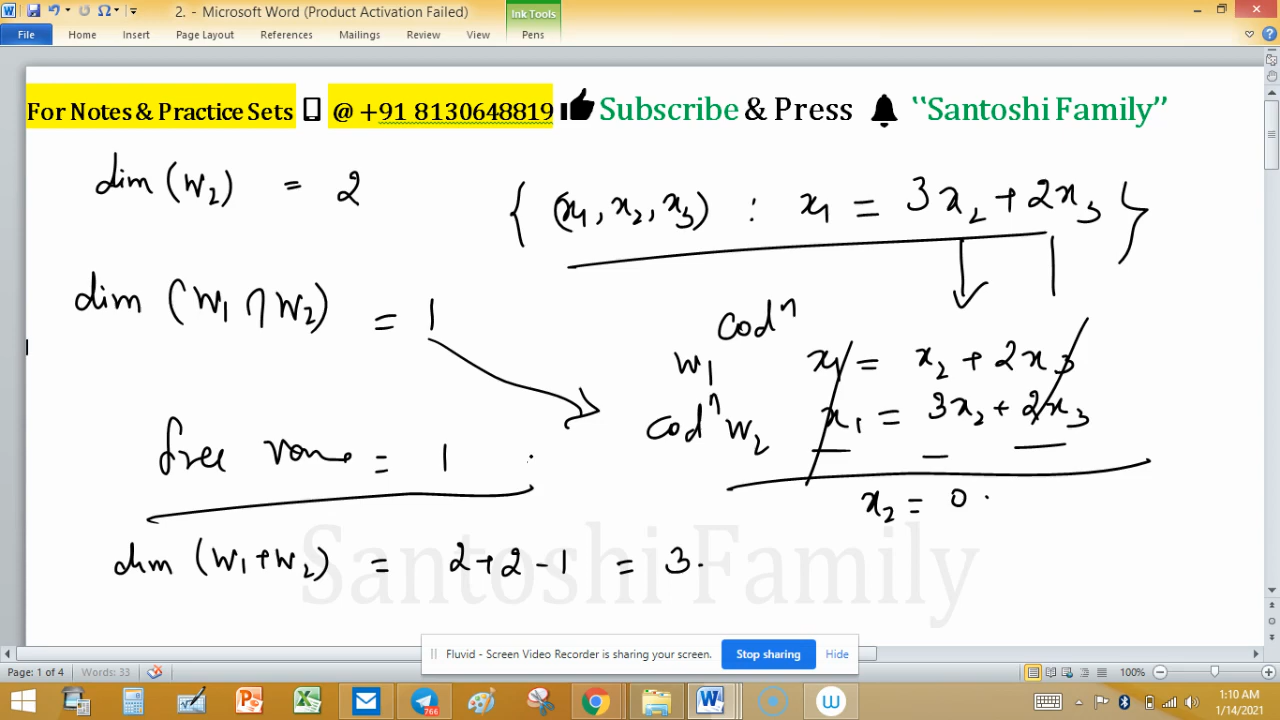 2. - Microsoft Word (Product Activation Failed)
Ink Tools
File Home Insert Page Layout References Mailings Review View Pens
For Notes & Practice Sets @ +91 8130648819 Subscribe & Press "Santoshi Family"
dim (W2) = 2
{ (x1, x2, x3) : x1 = 3x2 + 2x3 }
dim (W1 ∩ W2) = 1
codⁿ
W1 x1 = x2 + 2x3
codⁿ W2 x1 = 3x2 + 2x3
free = 1
x2 = 0
dim (W1 + W2) = 2 + 2 - 1 = 3.
Santoshi Family
Fluvid - Screen Video Recorder is sharing your screen. Stop sharing Hide
Page: 1 of 4 Words: 33 100%
766
W
1:10 AM
1/14/2021